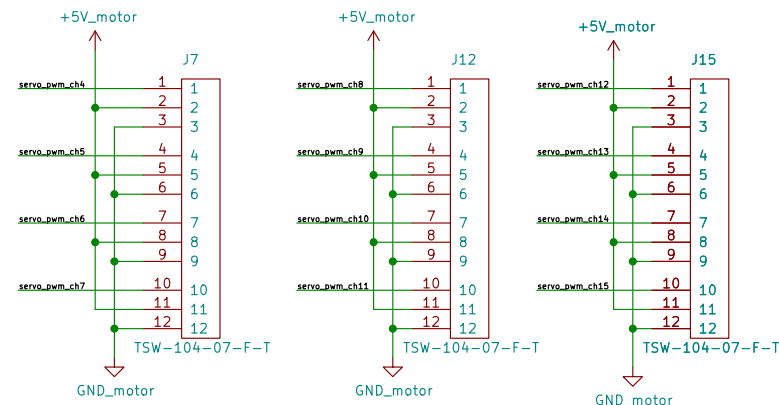 +5V_motor
J7
servo_pwm_ch4 1 1
2 2
3 3
servo_pwm_ch5 4 4
5 5
6 6
servo_pwm_ch6 7 7
8 8
9 9
servo_pwm_ch7 10 10
11 11
12 12
TSW-104-07-F-T
GND_motor
+5V_motor
J12
servo_pwm_ch8 1 1
2 2
3 3
servo_pwm_ch9 4 4
5 5
6 6
servo_pwm_ch10 7 7
8 8
9 9
servo_pwm_ch11 10 10
11 11
12 12
TSW-104-07-F-T
GND_motor
+5V_motor
J15
servo_pwm_ch12 1 1
2 2
3 3
servo_pwm_ch13 4 4
5 5
6 6
servo_pwm_ch14 7 7
8 8
9 9
servo_pwm_ch15 10 10
11 11
12 12
TSW-104-07-F-T
GND_motor